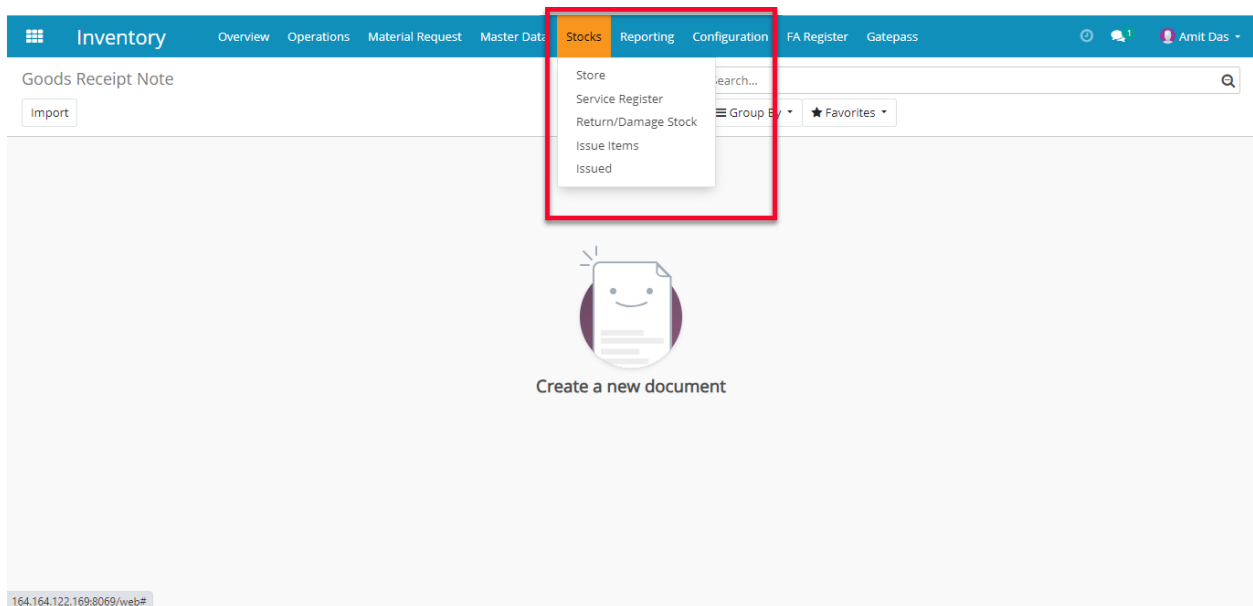 Inventory Overview Operations Material Request Master Data Stocks Reporting Configuration FA Register Gatepass 1 Amit Das
Goods Receipt Note
Store
Search...
Service Register
Import
Return/Damage Stock
Group By
Favorites
Issue Items
Issued
Create a new document
164.164.122.169:8069/web#